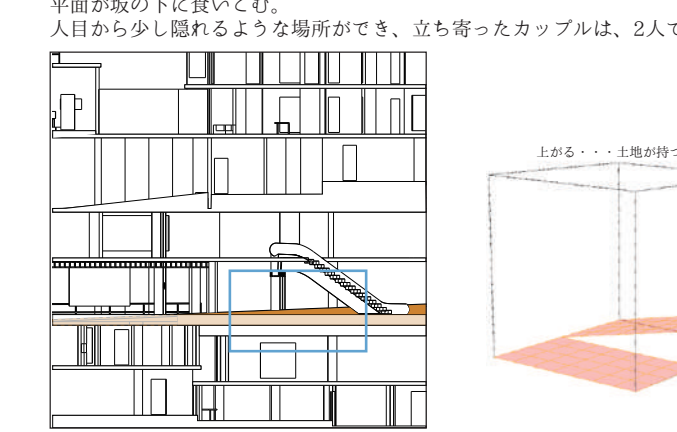 平面が坂の下に食いこむ。
人目から少し隠れるような場所ができ、立ち寄ったカップルは、2人で
上がる・・・土地が持つ